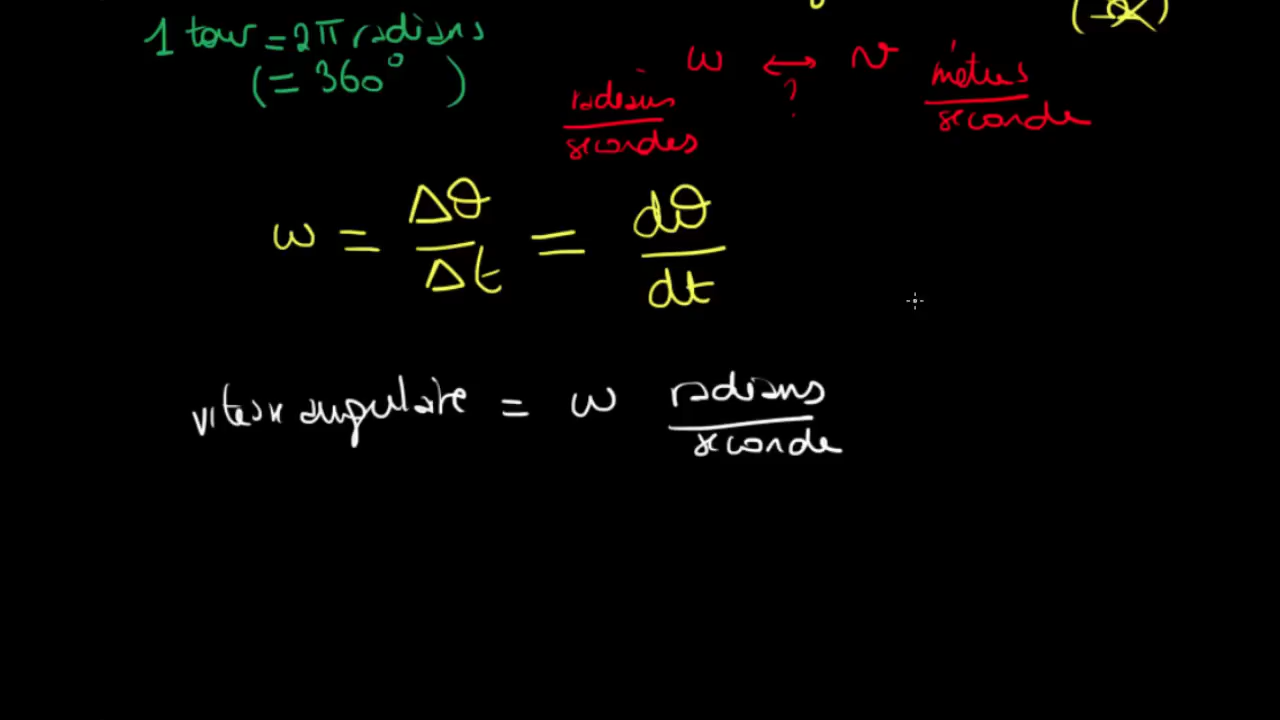 1 tour = 2π radians
(= 360°)
ω ↔ v
?
radians
secondes
mètres
seconde
ω = Δθ/Δt = dθ/dt
vitesse angulaire = ω radians/seconde